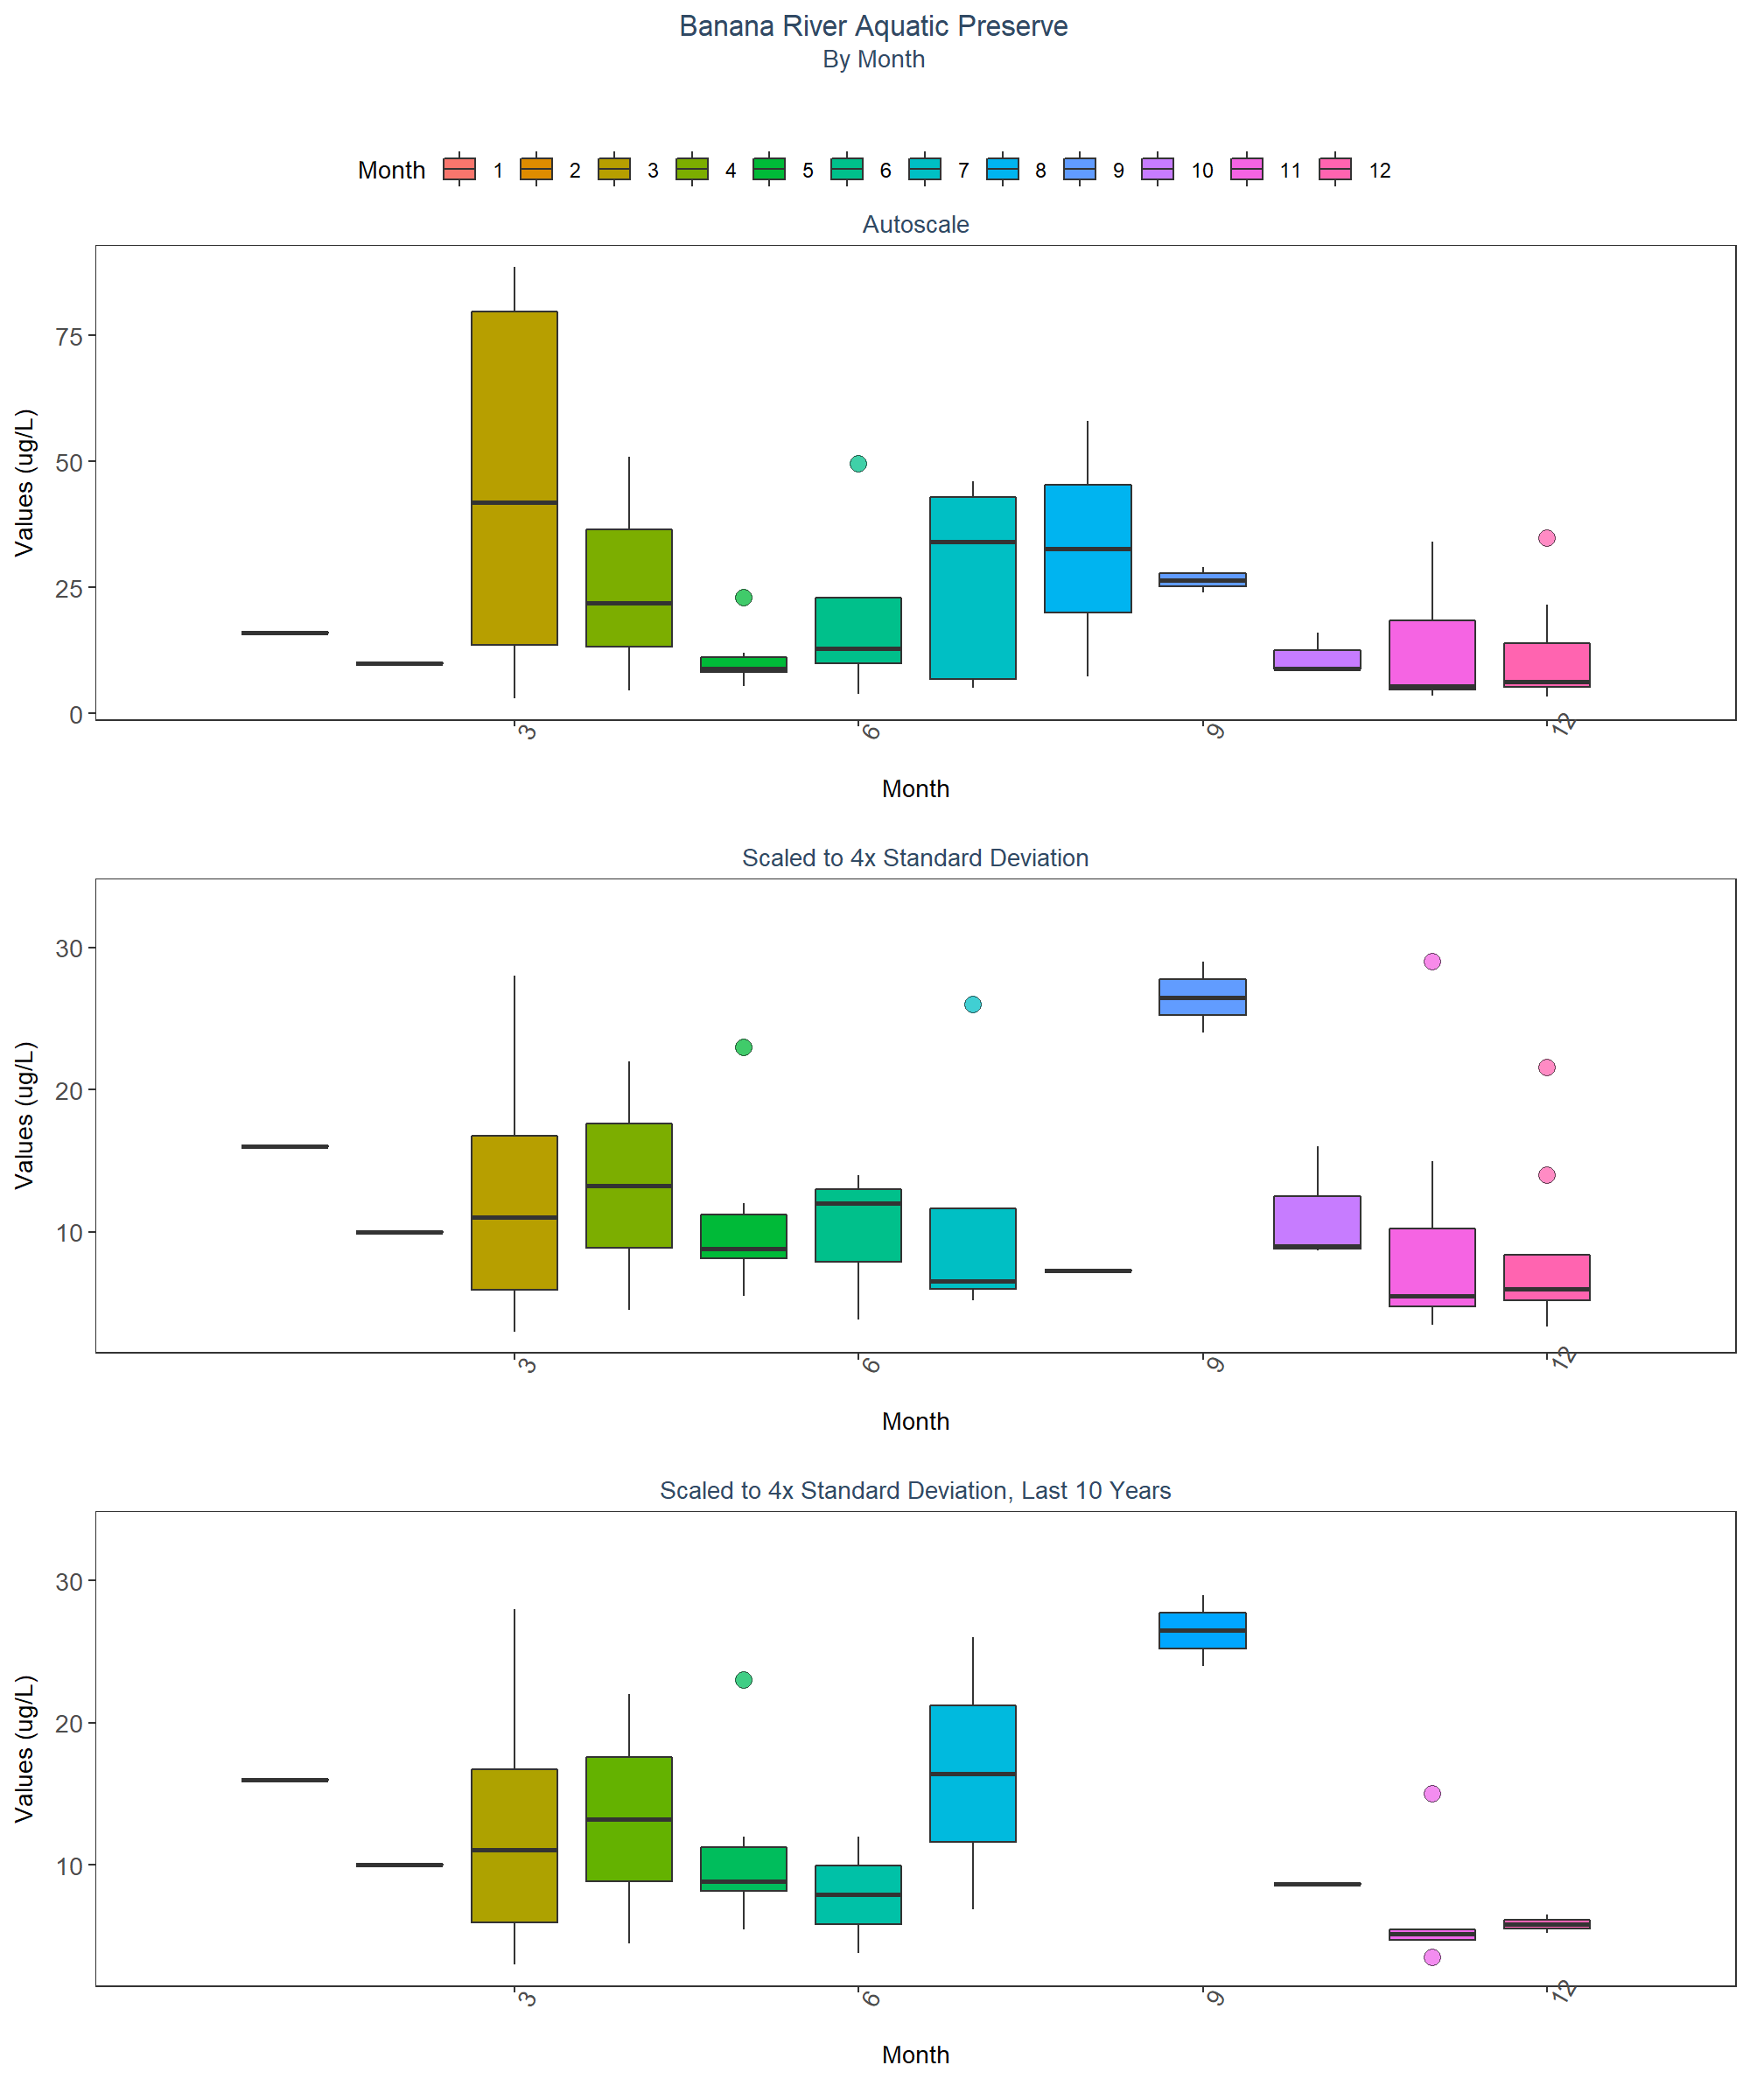 Banana River Aquatic Preserve
By Month
Month 1 2 3 4 5 6 7 8 9 10 11 12
Autoscale
Values (ug/L)
75
50
25
0
3 6 9 12
Month
Scaled to 4x Standard Deviation
Values (ug/L)
30
20
10
3 6 9 12
Month
Scaled to 4x Standard Deviation, Last 10 Years
Values (ug/L)
30
20
10
3 6 9 12
Month